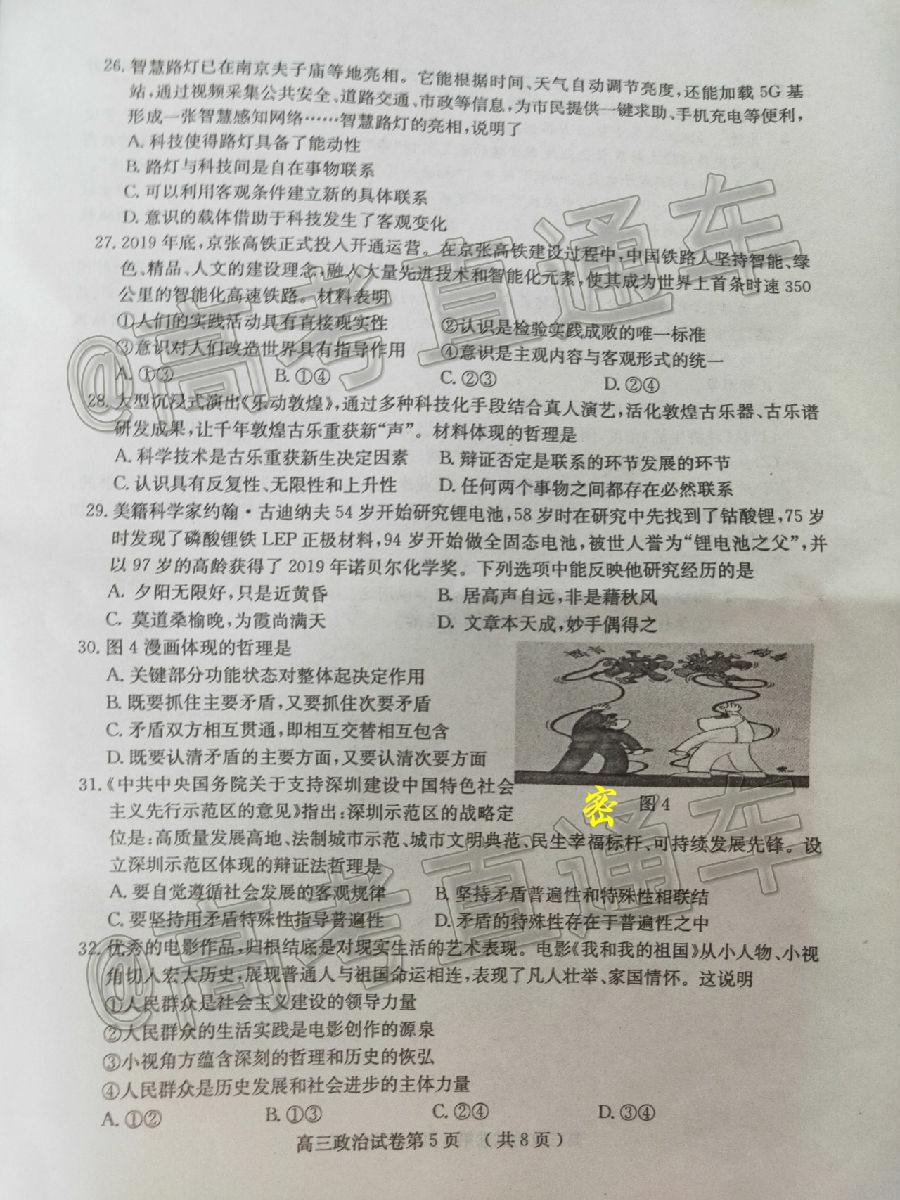 26. 智慧路灯已在南京夫子庙等地亮相。它能根据时间、天气自动调节亮度，还能加载 5G 基
站，通过视频采集公共安全、道路交通、市政等信息，为市民提供一键求助、手机充电等便利，
形成一张智慧感知网络……智慧路灯的亮相，说明了
A. 科技使得路灯具备了能动性
B. 路灯与科技间是自在事物联系
C. 可以利用客观条件建立新的具体联系
D. 意识的载体借助于科技发生了客观变化
27. 2019 年底，京张高铁正式投入开通运营。在京张高铁建设过程中，中国铁路人坚持智能、绿
色、精品、人文的建设理念，融入大量先进技术和智能化元素，使其成为世界上首条时速 350
公里的智能化高速铁路。材料表明
①人们的实践活动具有直接现实性 ②认识是检验实践成败的唯一标准
③意识对人们改造世界具有指导作用 ④意识是主观内容与客观形式的统一
A. ①③ B. ①④ C. ②③ D. ②④
28. 大型沉浸式演出《乐动敦煌》，通过多种科技化手段结合真人演艺，活化敦煌古乐器、古乐谱
研发成果，让千年敦煌古乐重获新“声”。材料体现的哲理是
A. 科学技术是古乐重获新生决定因素 B. 辩证否定是联系的环节发展的环节
C. 认识具有反复性、无限性和上升性 D. 任何两个事物之间都存在必然联系
29. 美籍科学家约翰·古迪纳夫 54 岁开始研究锂电池，58 岁时在研究中先找到了钴酸锂，75 岁
时发现了磷酸锂铁 LEP 正极材料，94 岁开始做全固态电池，被世人誉为“锂电池之父”，并
以 97 岁的高龄获得了 2019 年诺贝尔化学奖。下列选项中能反映他研究经历的是
A. 夕阳无限好，只是近黄昏 B. 居高声自远，非是藉秋风
C. 莫道桑榆晚，为霞尚满天 D. 文章本天成，妙手偶得之
30. 图 4 漫画体现的哲理是
A. 关键部分功能状态对整体起决定作用
B. 既要抓住主要矛盾，又要抓住次要矛盾
C. 矛盾双方相互贯通，即相互交替相互包含
D. 既要认清矛盾的主要方面，又要认清次要方面
密
图 4
31.《中共中央国务院关于支持深圳建设中国特色社会
主义先行示范区的意见》指出：深圳示范区的战略定
位是：高质量发展高地、法制城市示范、城市文明典范、民生幸福标杆、可持续发展先锋。设
立深圳示范区体现的辩证法哲理是
A. 要自觉遵循社会发展的客观规律 B. 坚持矛盾普遍性和特殊性相联结
C. 要坚持用矛盾特殊性指导普遍性 D. 矛盾的特殊性存在于普遍性之中
32. 优秀的电影作品，归根结底是对现实生活的艺术表现。电影《我和我的祖国》从小人物、小视
角切入宏大历史，展现普通人与祖国命运相连，表现了凡人壮举、家国情怀。这说明
①人民群众是社会主义建设的领导力量
②人民群众的生活实践是电影创作的源泉
③小视角方蕴含深刻的哲理和历史的恢弘
④人民群众是历史发展和社会进步的主体力量
A. ①② B. ①③ C. ②④ D. ③④
高三政治试卷第 5 页 （共 8 页）
@高考直通车
@高考直通车